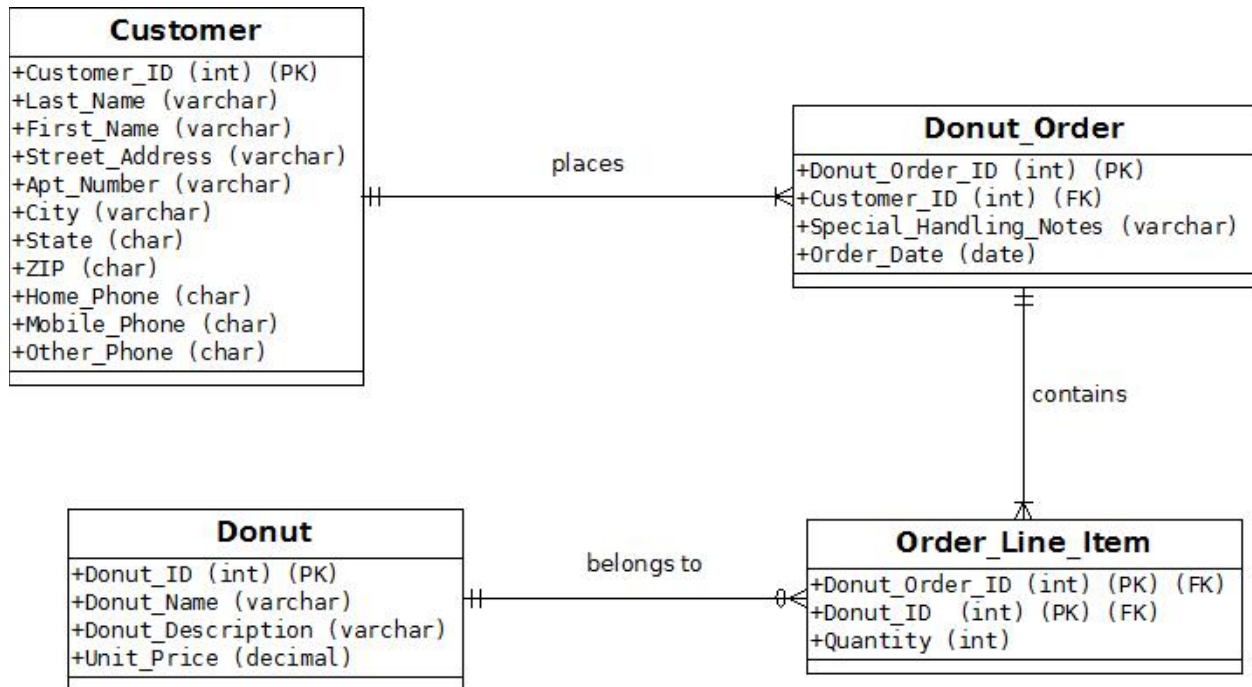 Customer
+Customer_ID (int) (PK)
+Last_Name (varchar)
+First_Name (varchar)
+Street_Address (varchar)
+Apt_Number (varchar)
+City (varchar)
+State (char)
+ZIP (char)
+Home_Phone (char)
+Mobile_Phone (char)
+Other_Phone (char)
places
Donut_Order
+Donut_Order_ID (int) (PK)
+Customer_ID (int) (FK)
+Special_Handling_Notes (varchar)
+Order_Date (date)
contains
Donut
+Donut_ID (int) (PK)
+Donut_Name (varchar)
+Donut_Description (varchar)
+Unit_Price (decimal)
belongs to
Order_Line_Item
+Donut_Order_ID (int) (PK) (FK)
+Donut_ID (int) (PK) (FK)
+Quantity (int)